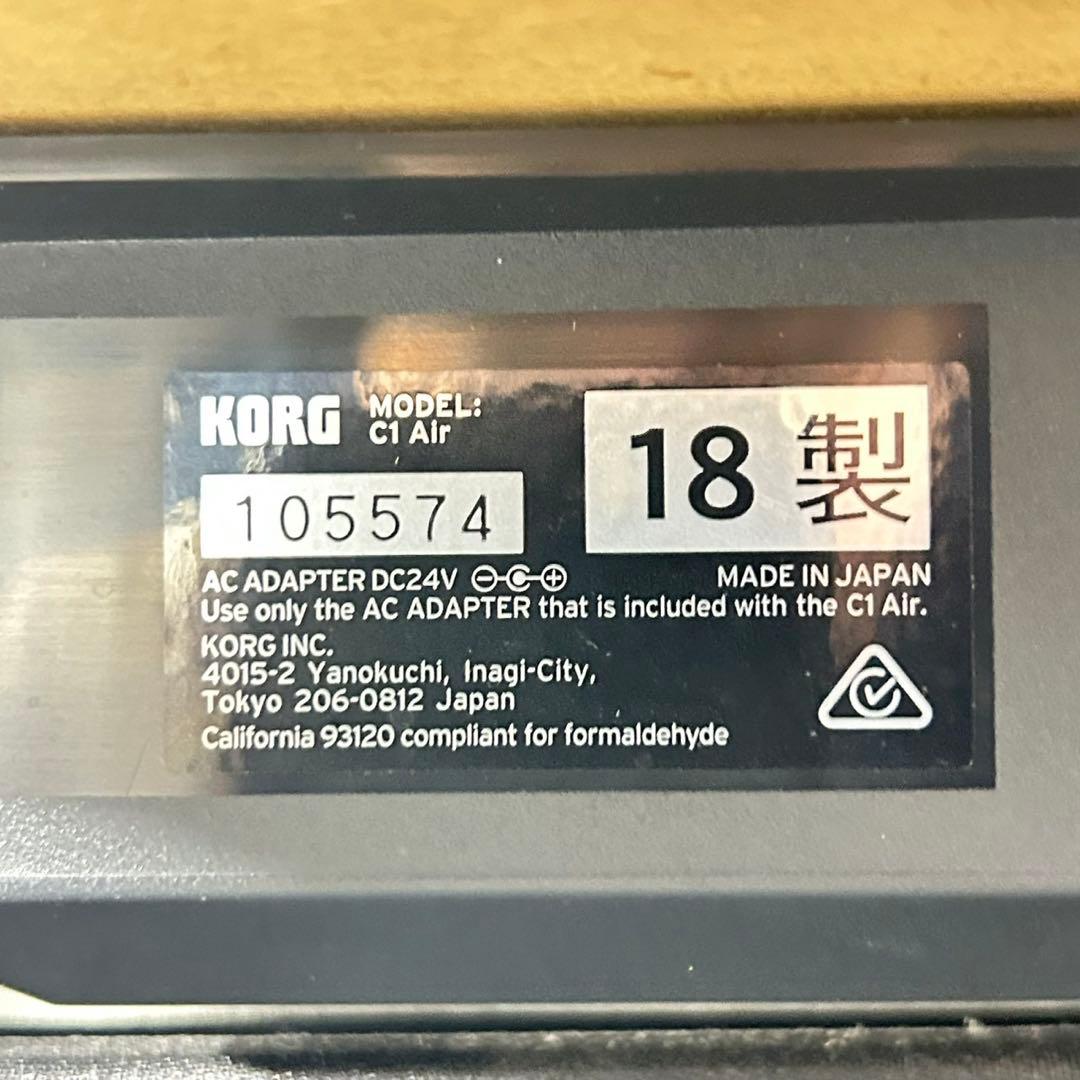 KORG
MODEL:
C1 Air
105574
18 製
AC ADAPTER DC24V
MADE IN JAPAN
Use only the AC ADAPTER that is included with the C1 Air.
KORG INC.
4015-2 Yanokuchi, Inagi-City,
Tokyo 206-0812 Japan
California 93120 compliant for formaldehyde